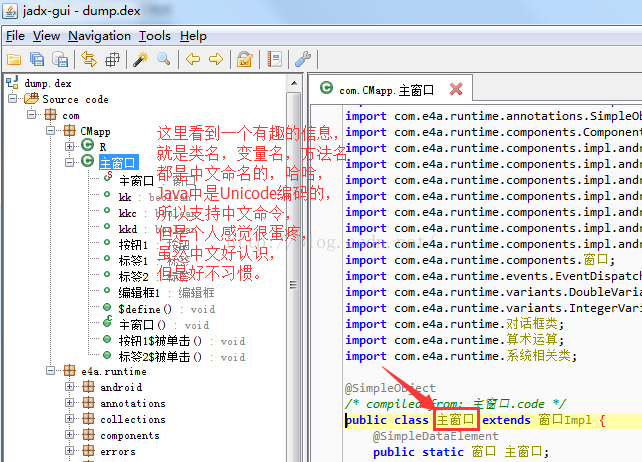 jadx-gui - dump.dex
File View Navigation Tools Help
dump.dex
Source code
com
CMapp
R
主窗口
主窗口 : 窗口
kk : boolean
kkc : boolean
kkd : boolean
按钮1 : 按钮
标签1 : 标签
标签2 : 标签
编辑框1 : 编辑框
$define() : void
主窗口() : void
按钮1$被单击() : void
标签2$被单击() : void
e4a.runtime
android
annotations
collections
components
errors
这里看到一个有趣的信息,
就是类名,变量名,方法名
都是中文命名的,哈哈,
Java中是Unicode编码的,
所以支持中文命令,
但是个人感觉很蛋疼,
虽然中文好认识,
但是好不习惯。
com.CMapp.主窗口
import com.e4a.runtime.annotations.SimpleOb
import com.e4a.runtime.components.Componen
import com.e4a.runtime.components.impl.andr
import com.e4a.runtime.components.impl.andr
import com.e4a.runtime.components.impl.andr
import com.e4a.runtime.components.impl.andr
import com.e4a.runtime.components.impl.andr
import com.e4a.runtime.components.impl.andr
import com.e4a.runtime.components.impl.andr
import com.e4a.runtime.components.窗口;
import com.e4a.runtime.events.EventDispatch
import com.e4a.runtime.variants.DoubleVaria
import com.e4a.runtime.variants.IntegerVari
import com.e4a.runtime.对话框类;
import com.e4a.runtime.算术运算;
import com.e4a.runtime.系统相关类;
@SimpleObject
/* compiled from: 主窗口.code */
public class 主窗口 extends 窗口Impl {
@SimpleDataElement
public static 窗口 主窗口;